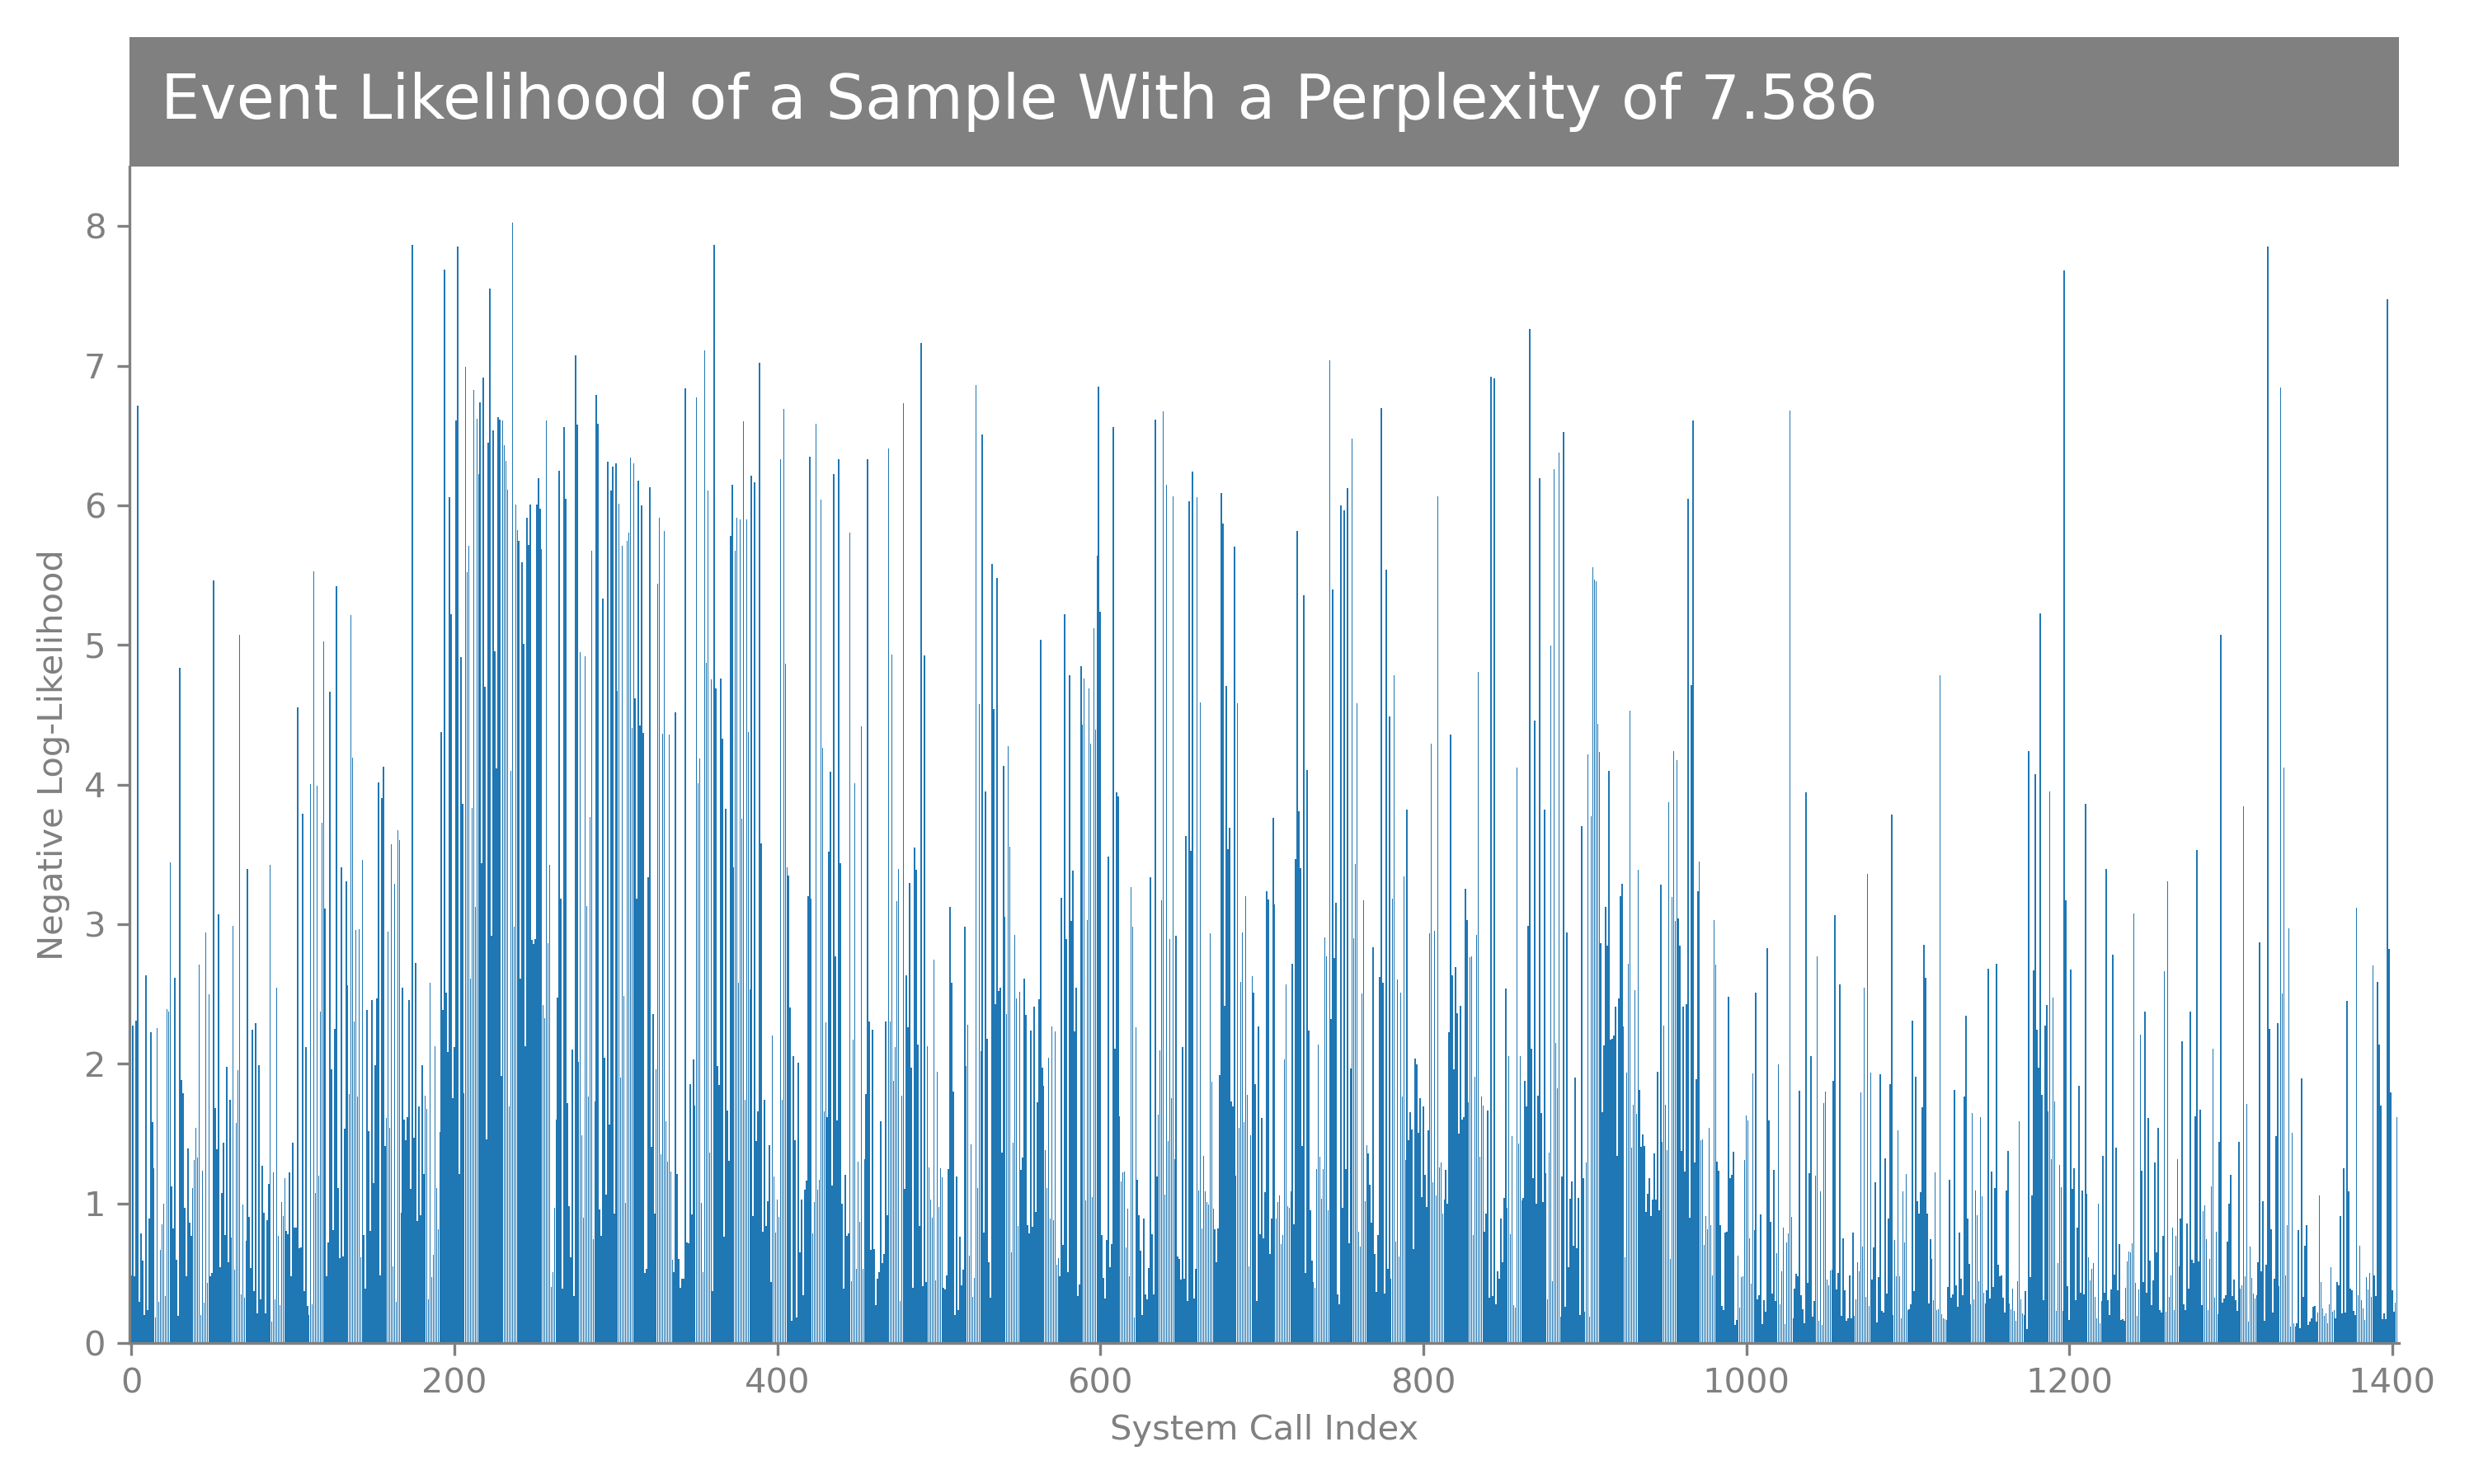 Event Likelihood of a Sample With a Perplexity of 7.586
8
7
6
5
4
3
2
1
0
Negative Log-Likelihood
0 200 400 600 800 1000 1200 1400
System Call Index